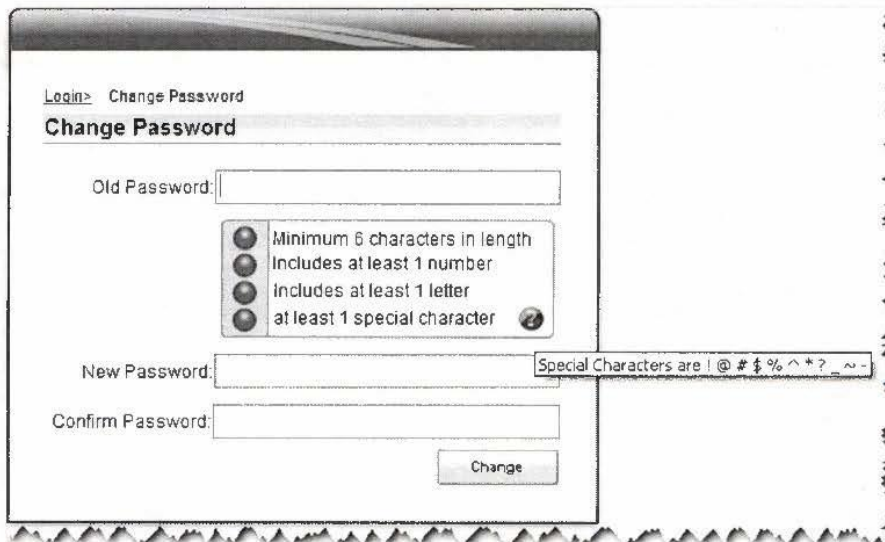 Login> Change Password
Change Password
Old Password:
Minimum 6 characters in length
Includes at least 1 number
Includes at least 1 letter
at least 1 special character
New Password:
Special Characters are ! @ # $ % ^ * ? _ ~ -
Confirm Password:
Change